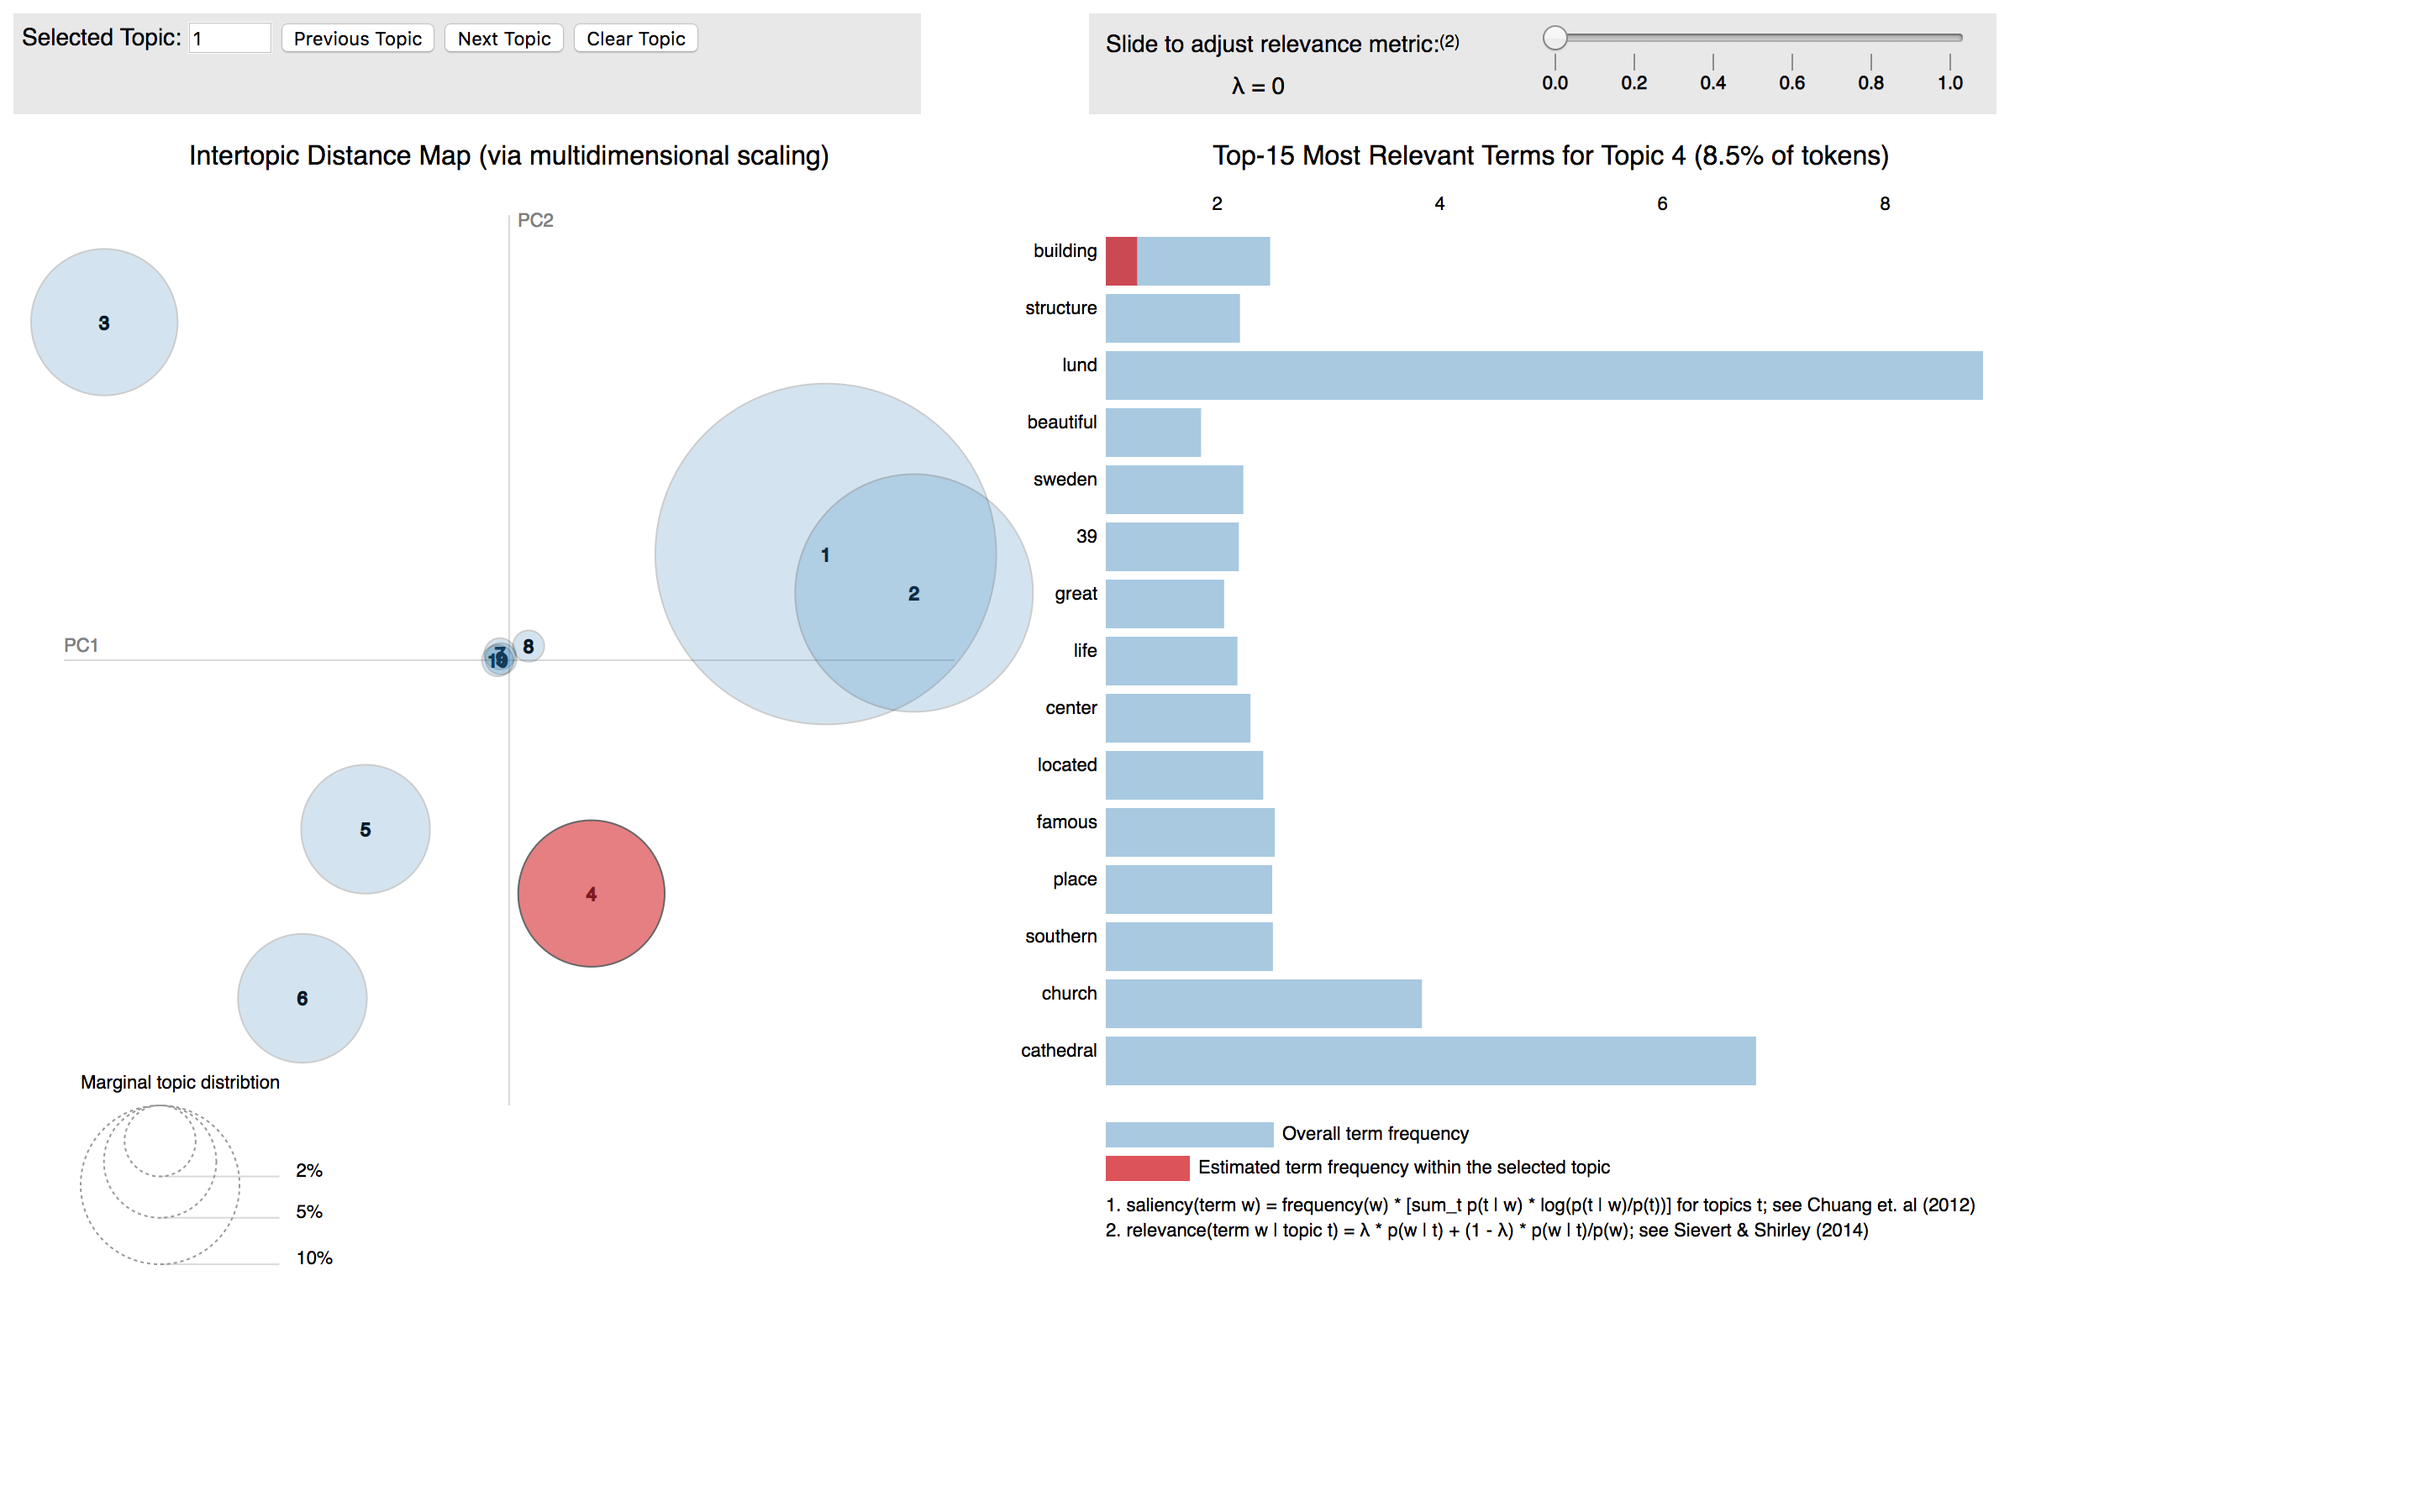 Selected Topic: 1 Previous Topic Next Topic Clear Topic
Slide to adjust relevance metric:(2)
λ = 0
0.0 0.2 0.4 0.6 0.8 1.0
Intertopic Distance Map (via multidimensional scaling)
PC2
PC1
3
1
2
8
7
10
5
4
6
Marginal topic distribtion
2%
5%
10%
Top-15 Most Relevant Terms for Topic 4 (8.5% of tokens)
2 4 6 8
building
structure
lund
beautiful
sweden
39
great
life
center
located
famous
place
southern
church
cathedral
Overall term frequency
Estimated term frequency within the selected topic
1. saliency(term w) = frequency(w) * [sum_t p(t | w) * log(p(t | w)/p(t))] for topics t; see Chuang et. al (2012)
2. relevance(term w | topic t) = λ * p(w | t) + (1 - λ) * p(w | t)/p(w); see Sievert & Shirley (2014)